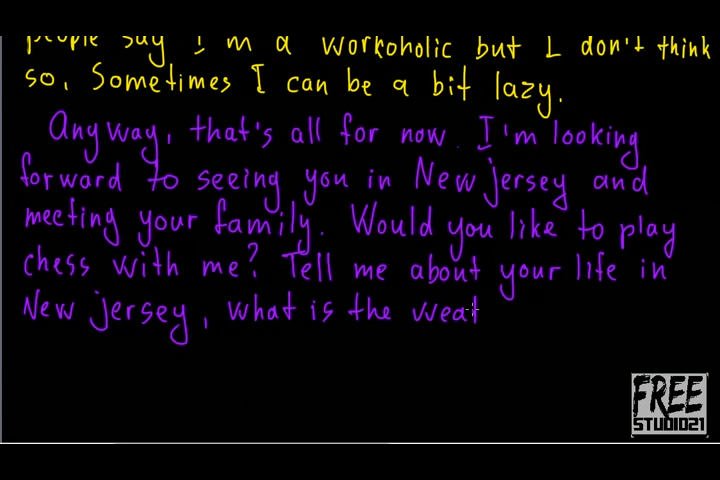 people say I'm a workoholic but I don't think
so. Sometimes I can be a bit lazy.
Anyway, that's all for now. I'm looking
forward to seeing you in New jersey and
meeting your family. Would you like to play
chess with me? Tell me about your life in
New jersey, what is the weat
FREE
STUDIO21